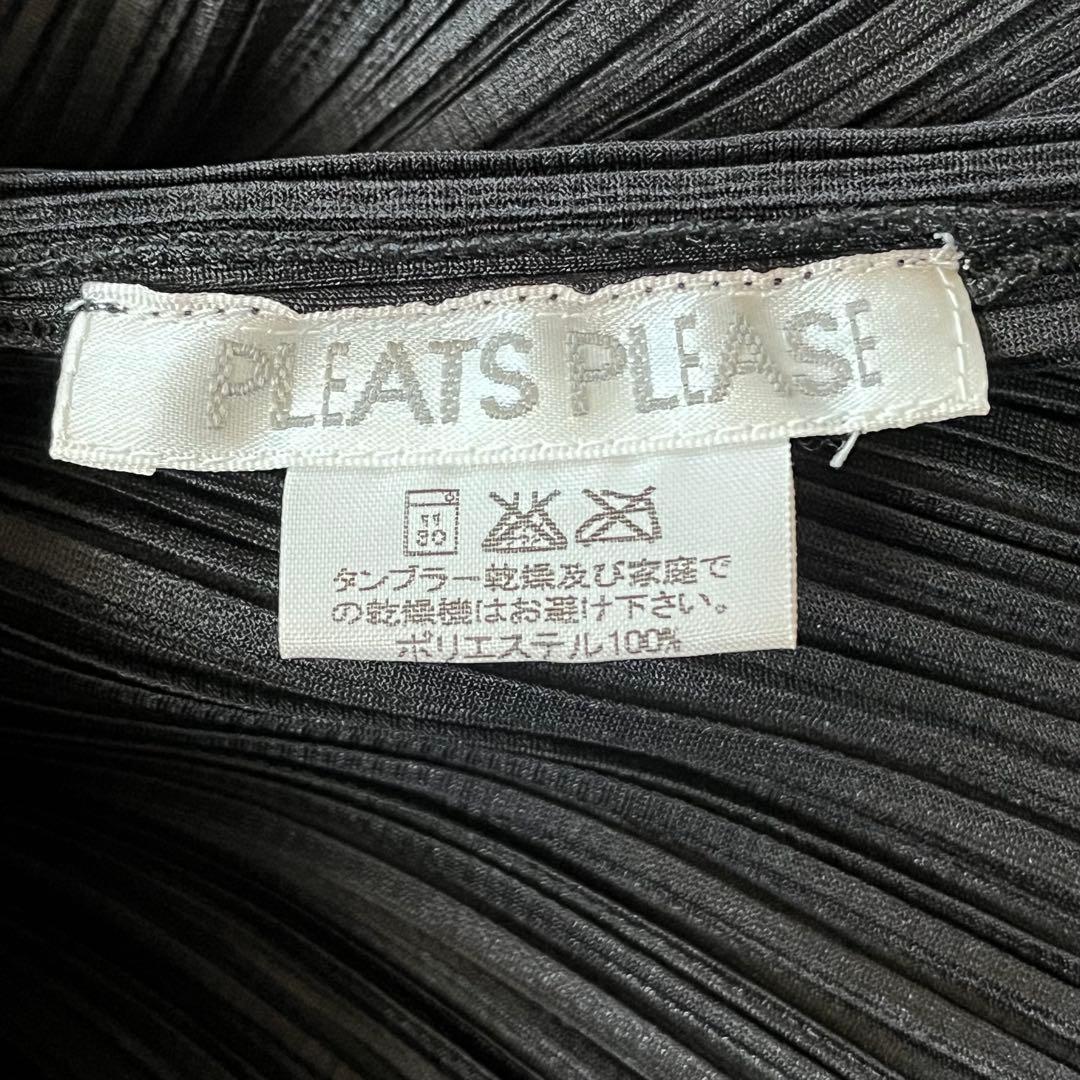 PLEATS PLEASE
タンブラー乾燥及び家庭で
の乾燥機はお避け下さい。
ポリエステル100%